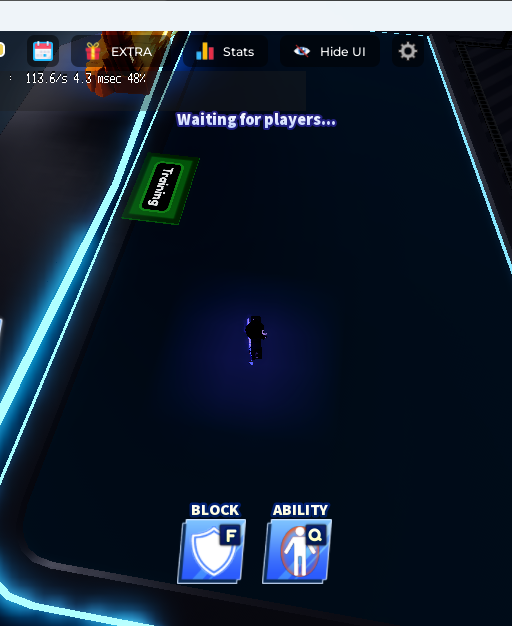 EXTRA
Stats
Hide UI
: 113.6/s 4.3 msec 48%
Waiting for players...
Training
BLOCK
ABILITY
F
Q